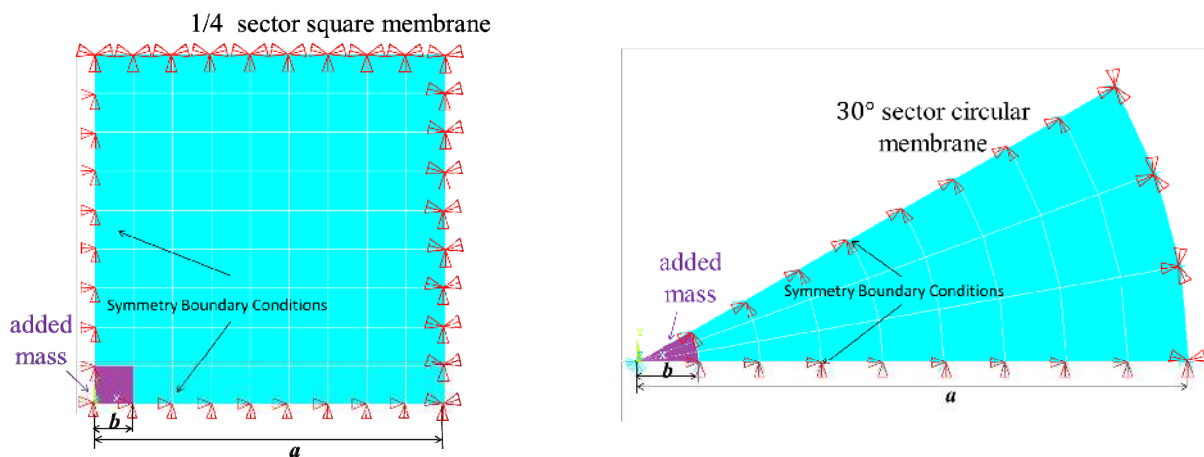 1/4 sector square membrane
Symmetry Boundary Conditions
added
mass
x
b
a
30° sector circular
membrane
added
mass
Symmetry Boundary Conditions
Y
X
b
a